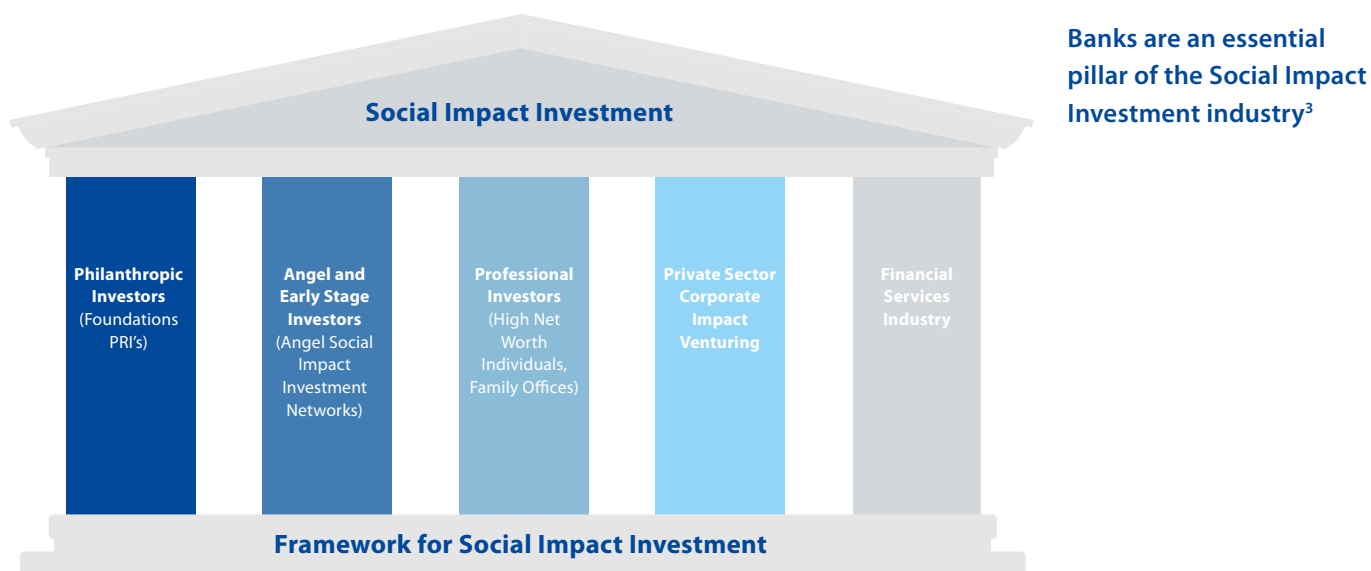 Banks are an essential
pillar of the Social Impact
Investment industry³
Social Impact Investment
Philanthropic
Investors
(Foundations
PRI's)
Angel and
Early Stage
Investors
(Angel Social
Impact
Investment
Networks)
Professional
Investors
(High Net
Worth
Individuals,
Family Offices)
Private Sector
Corporate
Impact
Venturing
Financial
Services
Industry
Framework for Social Impact Investment